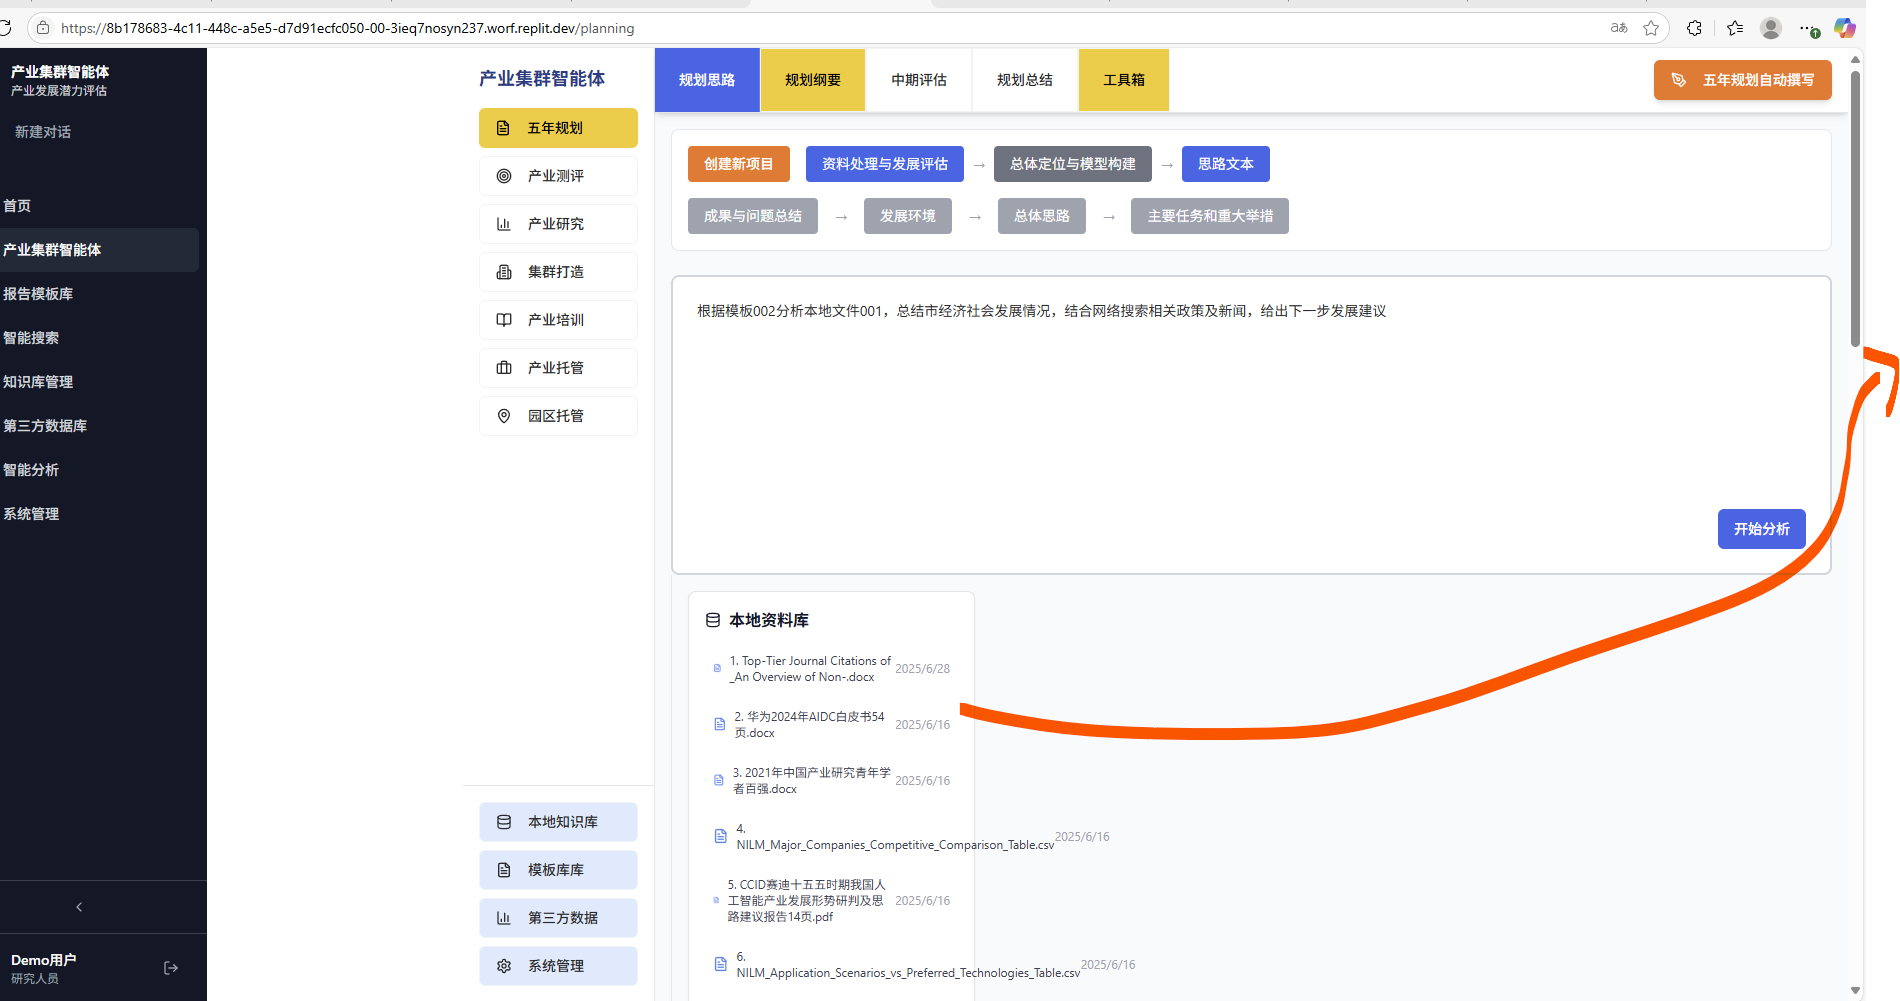 https://8b178683-4c11-448c-a5e5-d7d91ecfc050-00-3ieq7nosyn237.worf.replit.dev/planning
aあ
产业集群智能体
产业发展潜力评估
新建对话
首页
产业集群智能体
报告模板库
智能搜索
知识库管理
第三方数据库
智能分析
系统管理
Demo用户
研究人员
产业集群智能体
五年规划
产业测评
产业研究
集群打造
产业培训
产业托管
园区托管
本地知识库
模板库库
第三方数据
系统管理
规划思路 规划纲要 中期评估 规划总结 工具箱
五年规划自动撰写
创建新项目 资料处理与发展评估 → 总体定位与模型构建 → 思路文本
成果与问题总结 → 发展环境 → 总体思路 → 主要任务和重大举措
根据模板002分析本地文件001，总结市经济社会发展情况，结合网络搜索相关政策及新闻，给出下一步发展建议
开始分析
本地资料库
1. Top-Tier Journal Citations of
_An Overview of Non-.docx
2025/6/28
2. 华为2024年AIDC白皮书54
页.docx
2025/6/16
3. 2021年中国产业研究青年学
者百强.docx
2025/6/16
4.
NILM_Major_Companies_Competitive_Comparison_Table.csv
2025/6/16
5. CCID赛迪十五五时期我国人
工智能产业发展形势研判及思
路建议报告14页.pdf
2025/6/16
6.
NILM_Application_Scenarios_vs_Preferred_Technologies_Table.csv
2025/6/16